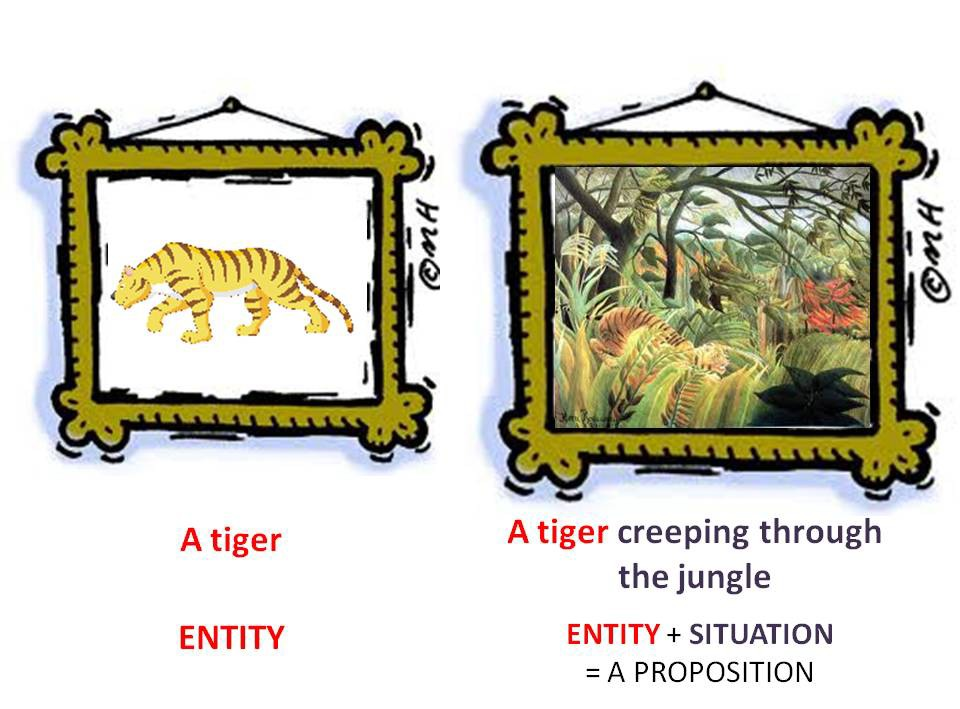 ©MH
©MH
A tiger
ENTITY
A tiger creeping through
the jungle
ENTITY + SITUATION
= A PROPOSITION